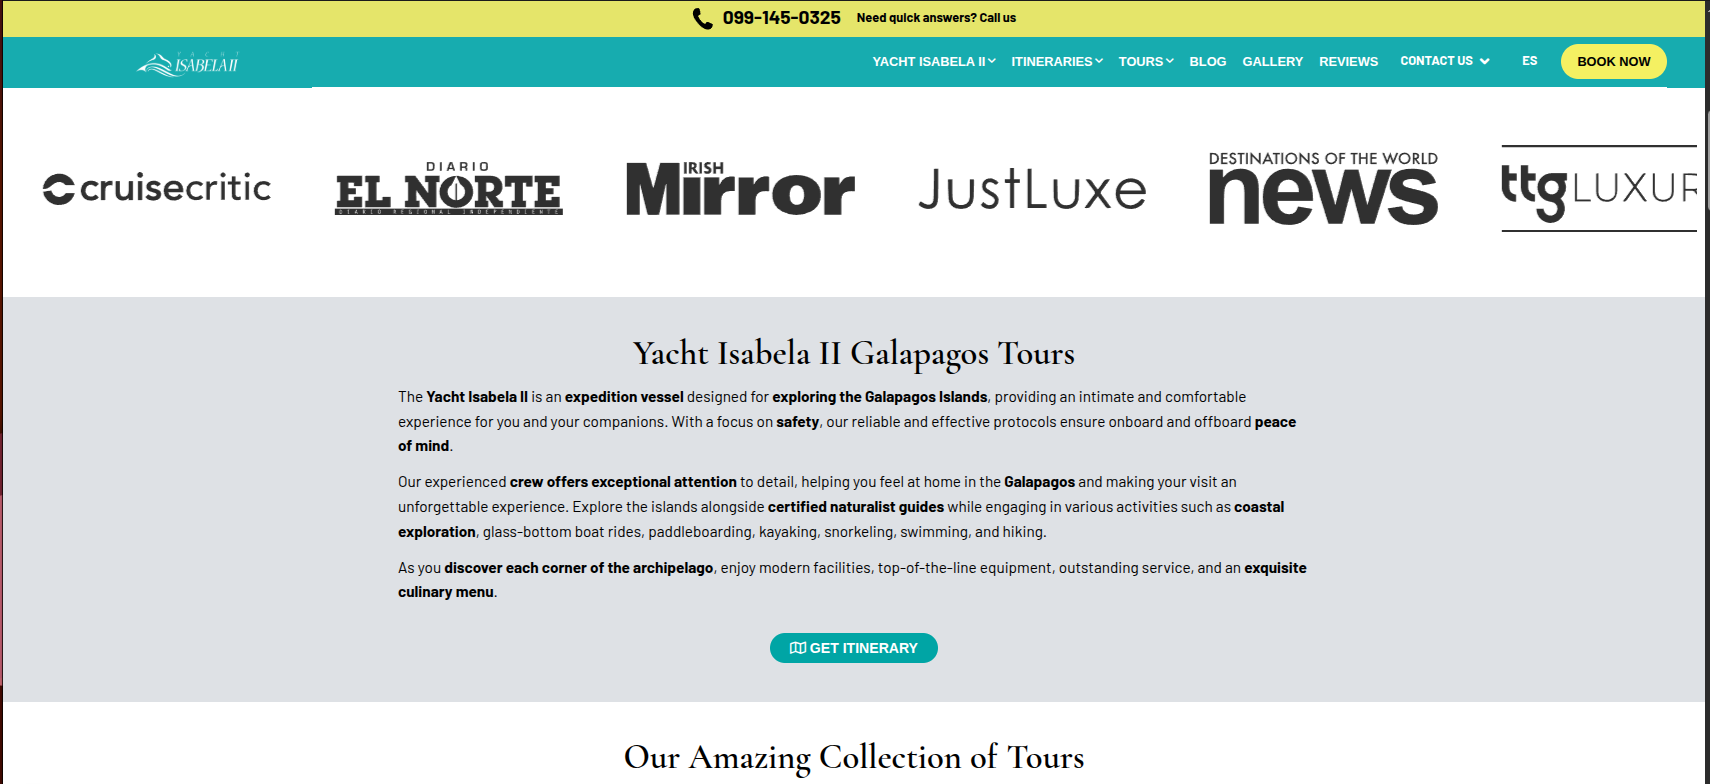 099-145-0325 Need quick answers? Call us
YACHT
ISABELA II
YACHT ISABELA II ITINERARIES TOURS BLOG GALLERY REVIEWS CONTACT US ES BOOK NOW
cruisecritic
DIARIO
EL NORTE
DIARIO REGIONAL INDEPENDIENTE
IRISH
Mirror
JustLuxe
DESTINATIONS OF THE WORLD
news
ttg LUXUR
Yacht Isabela II Galapagos Tours
The Yacht Isabela II is an expedition vessel designed for exploring the Galapagos Islands, providing an intimate and comfortable
experience for you and your companions. With a focus on safety, our reliable and effective protocols ensure onboard and offboard peace
of mind.
Our experienced crew offers exceptional attention to detail, helping you feel at home in the Galapagos and making your visit an
unforgettable experience. Explore the islands alongside certified naturalist guides while engaging in various activities such as coastal
exploration, glass-bottom boat rides, paddleboarding, kayaking, snorkeling, swimming, and hiking.
As you discover each corner of the archipelago, enjoy modern facilities, top-of-the-line equipment, outstanding service, and an exquisite
culinary menu.
GET ITINERARY
Our Amazing Collection of Tours